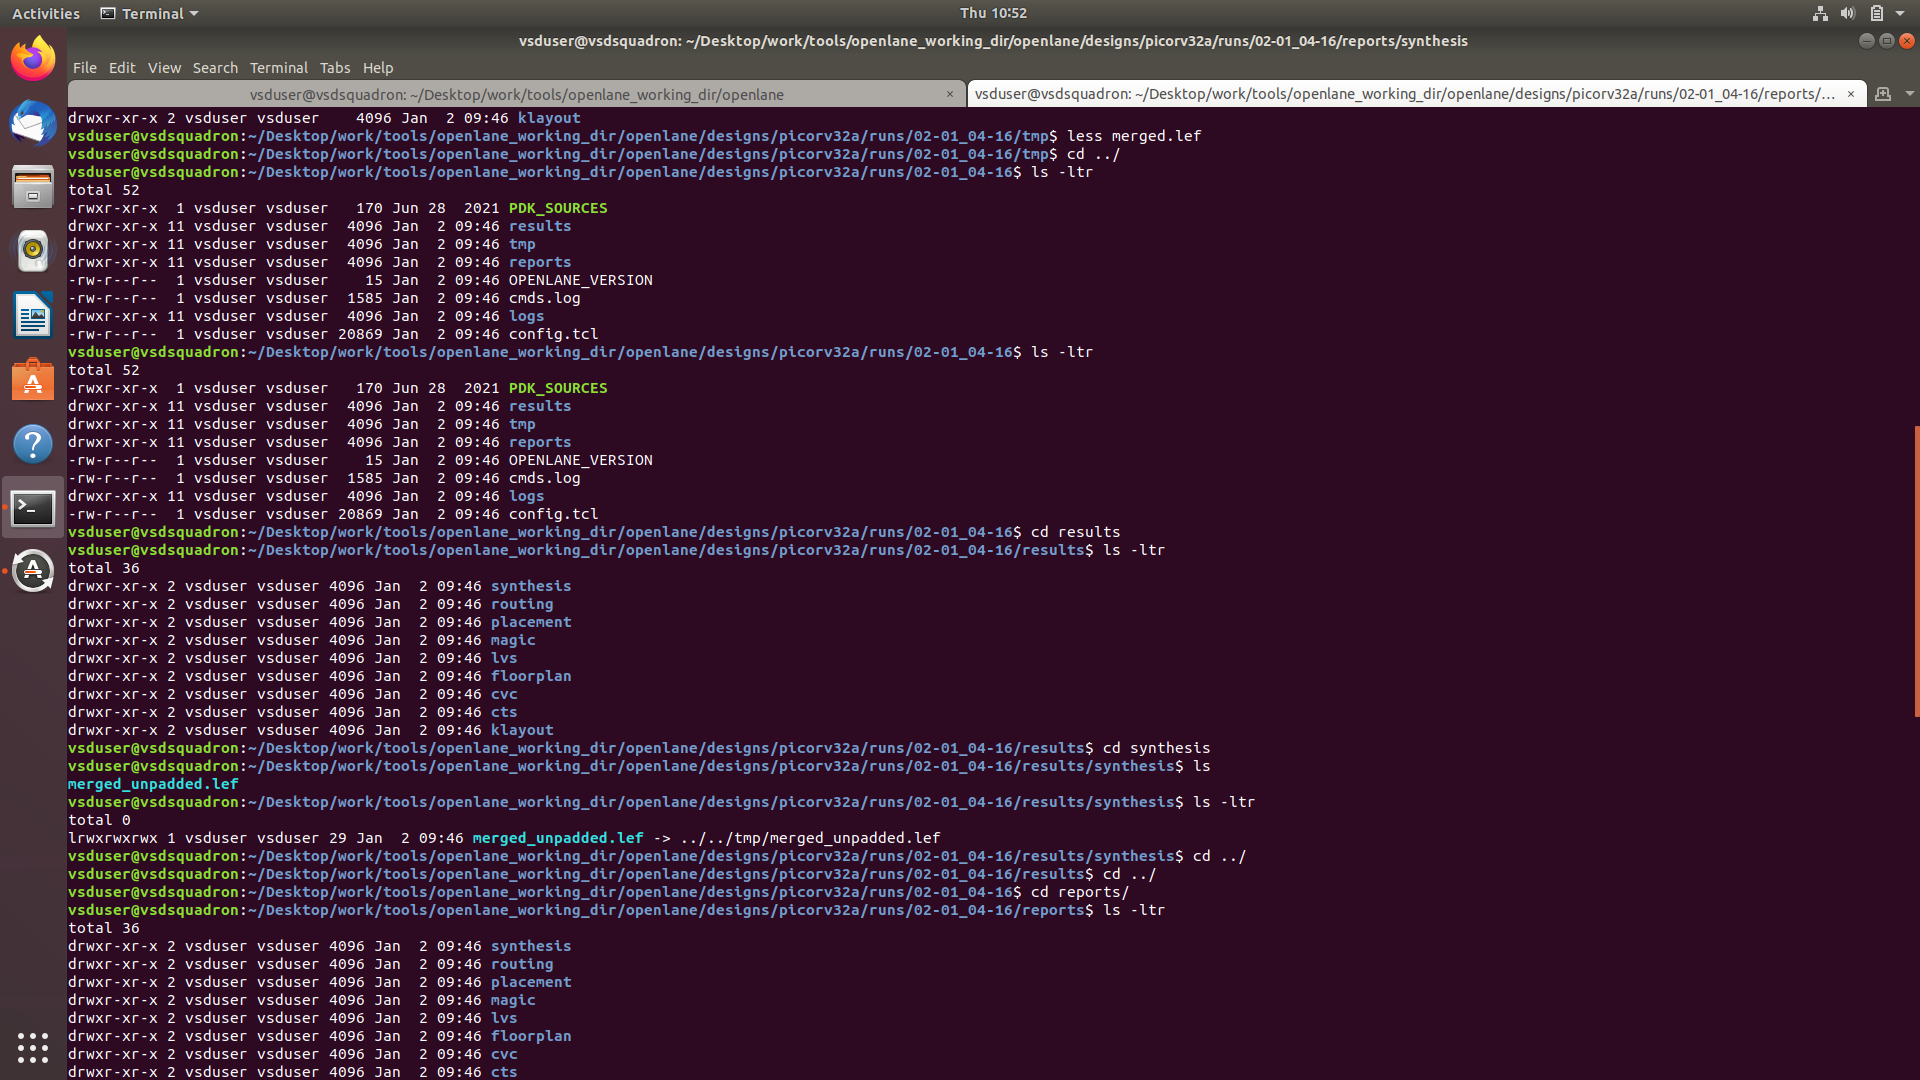 Activities Terminal Thu 10:52
vsduser@vsdsquadron: ~/Desktop/work/tools/openlane_working_dir/openlane/designs/picorv32a/runs/02-01_04-16/reports/synthesis
File Edit View Search Terminal Tabs Help
vsduser@vsdsquadron: ~/Desktop/work/tools/openlane_working_dir/openlane × vsduser@vsdsquadron: ~/Desktop/work/tools/openlane_working_dir/openlane/designs/picorv32a/runs/02-01_04-16/reports/... ×
drwxr-xr-x 2 vsduser vsduser    4096 Jan  2 09:46 klayout
vsduser@vsdsquadron:~/Desktop/work/tools/openlane_working_dir/openlane/designs/picorv32a/runs/02-01_04-16/tmp$ less merged.lef
vsduser@vsdsquadron:~/Desktop/work/tools/openlane_working_dir/openlane/designs/picorv32a/runs/02-01_04-16/tmp$ cd ../
vsduser@vsdsquadron:~/Desktop/work/tools/openlane_working_dir/openlane/designs/picorv32a/runs/02-01_04-16$ ls -ltr
total 52
-rwxr-xr-x  1 vsduser vsduser   170 Jun 28  2021 PDK_SOURCES
drwxr-xr-x 11 vsduser vsduser  4096 Jan  2 09:46 results
drwxr-xr-x 11 vsduser vsduser  4096 Jan  2 09:46 tmp
drwxr-xr-x 11 vsduser vsduser  4096 Jan  2 09:46 reports
-rw-r--r--  1 vsduser vsduser    15 Jan  2 09:46 OPENLANE_VERSION
-rw-r--r--  1 vsduser vsduser  1585 Jan  2 09:46 cmds.log
drwxr-xr-x 11 vsduser vsduser  4096 Jan  2 09:46 logs
-rw-r--r--  1 vsduser vsduser 20869 Jan  2 09:46 config.tcl
vsduser@vsdsquadron:~/Desktop/work/tools/openlane_working_dir/openlane/designs/picorv32a/runs/02-01_04-16$ ls -ltr
total 52
-rwxr-xr-x  1 vsduser vsduser   170 Jun 28  2021 PDK_SOURCES
drwxr-xr-x 11 vsduser vsduser  4096 Jan  2 09:46 results
drwxr-xr-x 11 vsduser vsduser  4096 Jan  2 09:46 tmp
drwxr-xr-x 11 vsduser vsduser  4096 Jan  2 09:46 reports
-rw-r--r--  1 vsduser vsduser    15 Jan  2 09:46 OPENLANE_VERSION
-rw-r--r--  1 vsduser vsduser  1585 Jan  2 09:46 cmds.log
drwxr-xr-x 11 vsduser vsduser  4096 Jan  2 09:46 logs
-rw-r--r--  1 vsduser vsduser 20869 Jan  2 09:46 config.tcl
vsduser@vsdsquadron:~/Desktop/work/tools/openlane_working_dir/openlane/designs/picorv32a/runs/02-01_04-16$ cd results
vsduser@vsdsquadron:~/Desktop/work/tools/openlane_working_dir/openlane/designs/picorv32a/runs/02-01_04-16/results$ ls -ltr
total 36
drwxr-xr-x 2 vsduser vsduser 4096 Jan  2 09:46 synthesis
drwxr-xr-x 2 vsduser vsduser 4096 Jan  2 09:46 routing
drwxr-xr-x 2 vsduser vsduser 4096 Jan  2 09:46 placement
drwxr-xr-x 2 vsduser vsduser 4096 Jan  2 09:46 magic
drwxr-xr-x 2 vsduser vsduser 4096 Jan  2 09:46 lvs
drwxr-xr-x 2 vsduser vsduser 4096 Jan  2 09:46 floorplan
drwxr-xr-x 2 vsduser vsduser 4096 Jan  2 09:46 cvc
drwxr-xr-x 2 vsduser vsduser 4096 Jan  2 09:46 cts
drwxr-xr-x 2 vsduser vsduser 4096 Jan  2 09:46 klayout
vsduser@vsdsquadron:~/Desktop/work/tools/openlane_working_dir/openlane/designs/picorv32a/runs/02-01_04-16/results$ cd synthesis
vsduser@vsdsquadron:~/Desktop/work/tools/openlane_working_dir/openlane/designs/picorv32a/runs/02-01_04-16/results/synthesis$ ls
merged_unpadded.lef
vsduser@vsdsquadron:~/Desktop/work/tools/openlane_working_dir/openlane/designs/picorv32a/runs/02-01_04-16/results/synthesis$ ls -ltr
total 0
lrwxrwxrwx 1 vsduser vsduser 29 Jan  2 09:46 merged_unpadded.lef -> ../../tmp/merged_unpadded.lef
vsduser@vsdsquadron:~/Desktop/work/tools/openlane_working_dir/openlane/designs/picorv32a/runs/02-01_04-16/results/synthesis$ cd ../
vsduser@vsdsquadron:~/Desktop/work/tools/openlane_working_dir/openlane/designs/picorv32a/runs/02-01_04-16/results$ cd ../
vsduser@vsdsquadron:~/Desktop/work/tools/openlane_working_dir/openlane/designs/picorv32a/runs/02-01_04-16$ cd reports/
vsduser@vsdsquadron:~/Desktop/work/tools/openlane_working_dir/openlane/designs/picorv32a/runs/02-01_04-16/reports$ ls -ltr
total 36
drwxr-xr-x 2 vsduser vsduser 4096 Jan  2 09:46 synthesis
drwxr-xr-x 2 vsduser vsduser 4096 Jan  2 09:46 routing
drwxr-xr-x 2 vsduser vsduser 4096 Jan  2 09:46 placement
drwxr-xr-x 2 vsduser vsduser 4096 Jan  2 09:46 magic
drwxr-xr-x 2 vsduser vsduser 4096 Jan  2 09:46 lvs
drwxr-xr-x 2 vsduser vsduser 4096 Jan  2 09:46 floorplan
drwxr-xr-x 2 vsduser vsduser 4096 Jan  2 09:46 cvc
drwxr-xr-x 2 vsduser vsduser 4096 Jan  2 09:46 cts